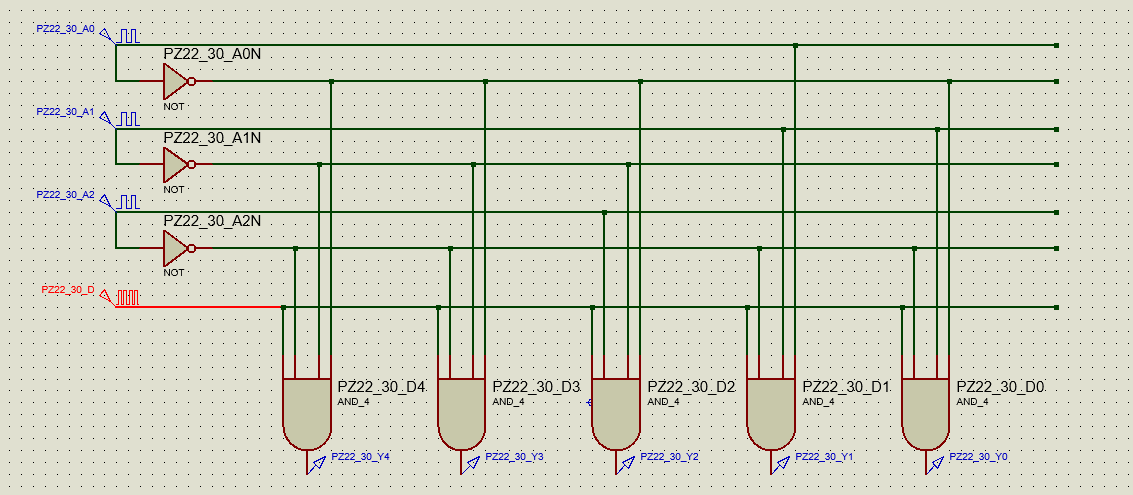 PZ22_30_A0
PZ22_30_A0N
NOT
PZ22_30_A1
PZ22_30_A1N
NOT
PZ22_30_A2
PZ22_30_A2N
NOT
PZ22_30_D
PZ22_30_D4
AND_4
PZ22_30_D3
AND_4
PZ22_30_D2
AND_4
PZ22_30_D1
AND_4
PZ22_30_D0
AND_4
PZ22_30_Y4
PZ22_30_Y3
PZ22_30_Y2
PZ22_30_Y1
PZ22_30_Y0